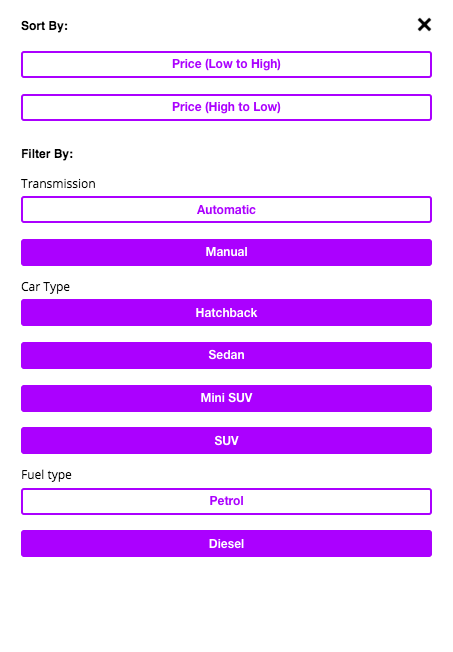 Sort By:
Price (Low to High)
Price (High to Low)
Filter By:
Transmission
Automatic
Manual
Car Type
Hatchback
Sedan
Mini SUV
SUV
Fuel type
Petrol
Diesel